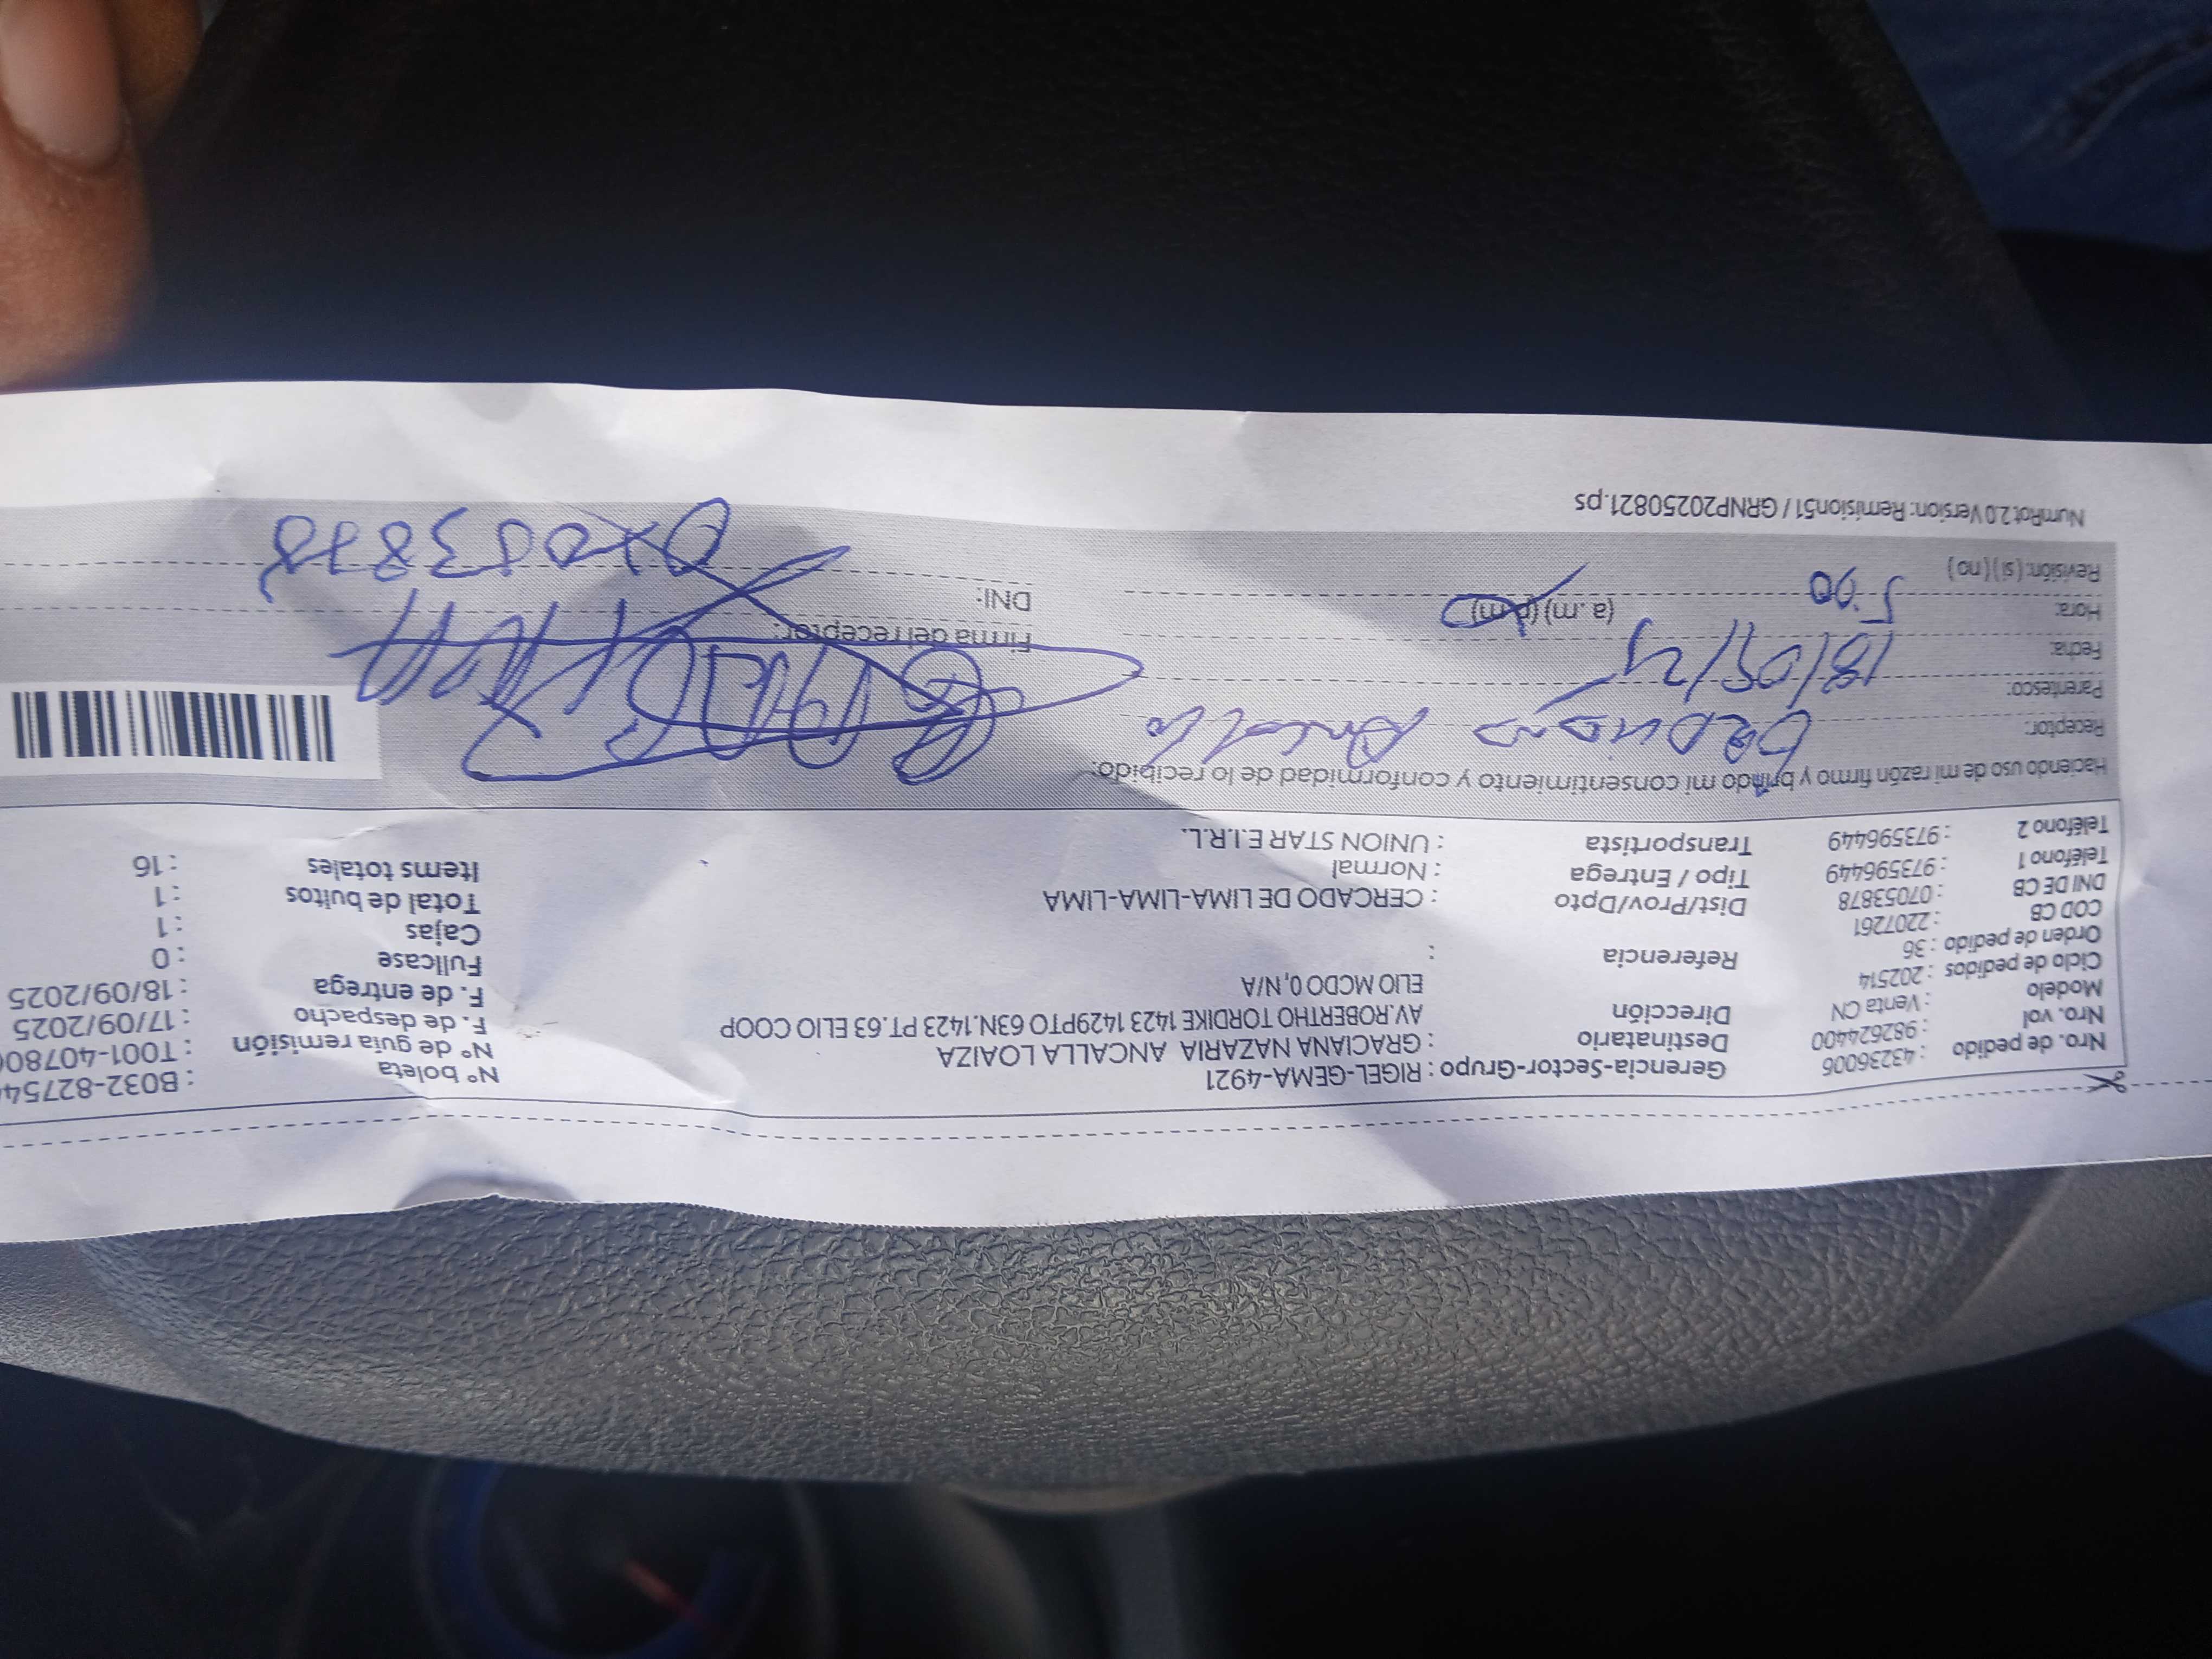 Nro. de pedido : 43236006 Gerencia-Sector-Grupo : RIGEL-GEMA-4921 N° boleta : B032-82754
Nro. vol : 982624400 Destinatario : GRACIANA NAZARIA ANCALLA LOAIZA N° de guia remisión : T001-40780
Modelo : Venta CN Dirección AV.ROBERTHO TORDIKE 1423 1429PTO 63N.1423 PT.63 ELIO COOP F. de despacho : 17/09/2025
Ciclo de pedidos : 202514 ELIO MCDO 0, N/A F. de entrega : 18/09/2025
Orden de pedido : 36 Referencia : Fullcase : 0
COD CB : 2207261 Cajas : 1
DNI DE CB : 07053878 Dist/Prov/Dpto : CERCADO DE LIMA-LIMA-LIMA Total de bultos : 1
Teléfono 1 : 973596449 Tipo / Entrega : Normal Items totales : 16
Teléfono 2 : 973596449 Transportista : UNION STAR E.I.R.L.
Haciendo uso de mi razón firmo y brindo mi consentimiento y conformidad de lo recibido:
Receptor:
Parentesco:
Fecha: 18/09/25 Firma del receptor:
Hora: 5:00 (a. m) (p. m) DNI: 07053878
Revisión: ( si ) ( no )
NumRot 2.0 Version: Remision51 / GRNP20250821.ps